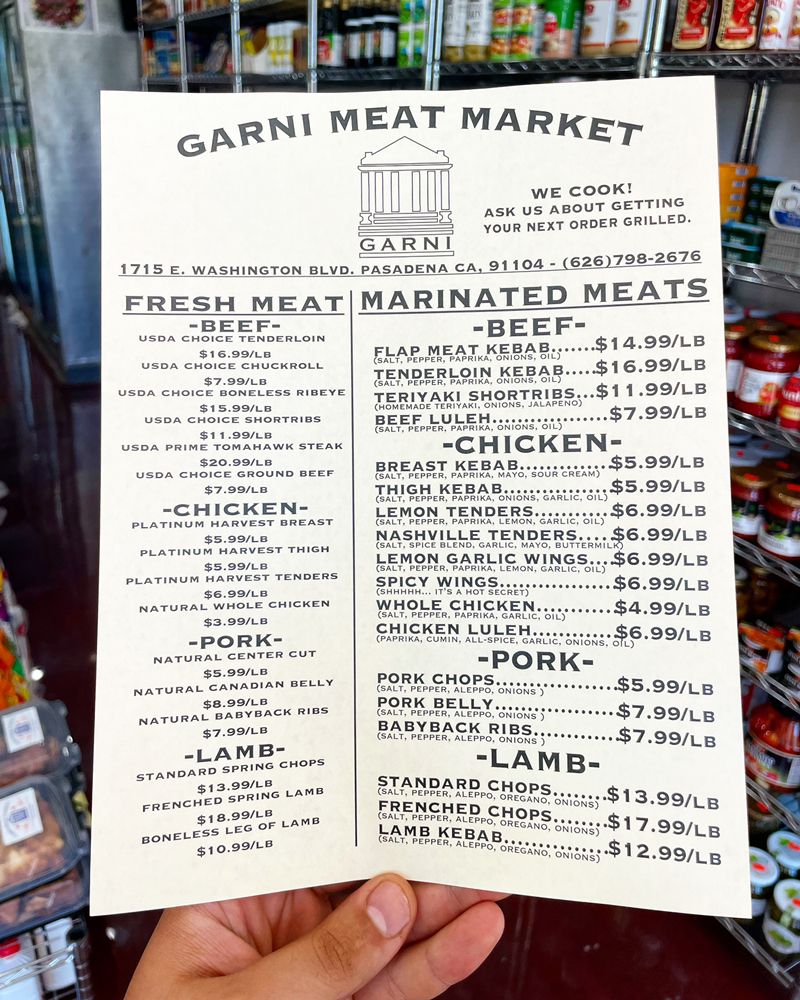 GARNI MEAT MARKET
GARNI
WE COOK!
ASK US ABOUT GETTING
YOUR NEXT ORDER GRILLED.
1715 E. WASHINGTON BLVD. PASADENA CA, 91104 - (626)798-2676
FRESH MEAT
-BEEF-
USDA CHOICE TENDERLOIN
$16.99/LB
USDA CHOICE CHUCKROLL
$7.99/LB
USDA CHOICE BONELESS RIBEYE
$15.99/LB
USDA CHOICE SHORTRIBS
$11.99/LB
USDA PRIME TOMAHAWK STEAK
$20.99/LB
USDA CHOICE GROUND BEEF
$7.99/LB
-CHICKEN-
PLATINUM HARVEST BREAST
$5.99/LB
PLATINUM HARVEST THIGH
$5.99/LB
PLATINUM HARVEST TENDERS
$6.99/LB
NATURAL WHOLE CHICKEN
$3.99/LB
-PORK-
NATURAL CENTER CUT
$5.99/LB
NATURAL CANADIAN BELLY
$8.99/LB
NATURAL BABYBACK RIBS
$7.99/LB
-LAMB-
STANDARD SPRING CHOPS
$13.99/LB
FRENCHED SPRING LAMB
$18.99/LB
BONELESS LEG OF LAMB
$10.99/LB
MARINATED MEATS
-BEEF-
FLAP MEAT KEBAB.......$14.99/LB
(SALT, PEPPER, PAPRIKA, ONIONS, OIL)
TENDERLOIN KEBAB.....$16.99/LB
(SALT, PEPPER, PAPRIKA, ONIONS, OIL)
TERIYAKI SHORTRIBS...$11.99/LB
(HOMEMADE TERIYAKI, ONIONS, JALAPENO)
BEEF LULEH...................$7.99/LB
(SALT, PEPPER, PAPRIKA, ONIONS, OIL)
-CHICKEN-
BREAST KEBAB.............$5.99/LB
(SALT, PEPPER, PAPRIKA, MAYO, SOUR CREAM)
THIGH KEBAB...............$5.99/LB
(SALT, PEPPER, PAPRIKA, ONIONS, GARLIC, OIL)
LEMON TENDERS..........$6.99/LB
(SALT, PEPPER, PAPRIKA, LEMON, GARLIC, OIL)
NASHVILLE TENDERS.....$6.99/LB
(SALT, SPICE BLEND, GARLIC, MAYO, BUTTERMILK)
LEMON GARLIC WINGS...$6.99/LB
(SALT, PEPPER, PAPRIKA, LEMON, GARLIC, OIL)
SPICY WINGS................$6.99/LB
(SHHHHH... IT'S A HOT SECRET)
WHOLE CHICKEN...........$4.99/LB
(SALT, PEPPER, PAPRIKA, GARLIC, OIL)
CHICKEN LULEH............$6.99/LB
(PAPRIKA, CUMIN, ALL-SPICE, GARLIC, ONIONS, OIL)
-PORK-
PORK CHOPS.................$5.99/LB
(SALT, PEPPER, ALEPPO, ONIONS )
PORK BELLY.................$7.99/LB
(SALT, PEPPER, ALEPPO, ONIONS )
BABYBACK RIBS............$7.99/LB
(SALT, PEPPER, ALEPPO, ONIONS )
-LAMB-
STANDARD CHOPS........$13.99/LB
(SALT, PEPPER, ALEPPO, OREGANO, ONIONS)
FRENCHED CHOPS........$17.99/LB
(SALT, PEPPER, ALEPPO, OREGANO, ONIONS)
LAMB KEBAB...............$12.99/LB
(SALT, PEPPER, ALEPPO, OREGANO, ONIONS)